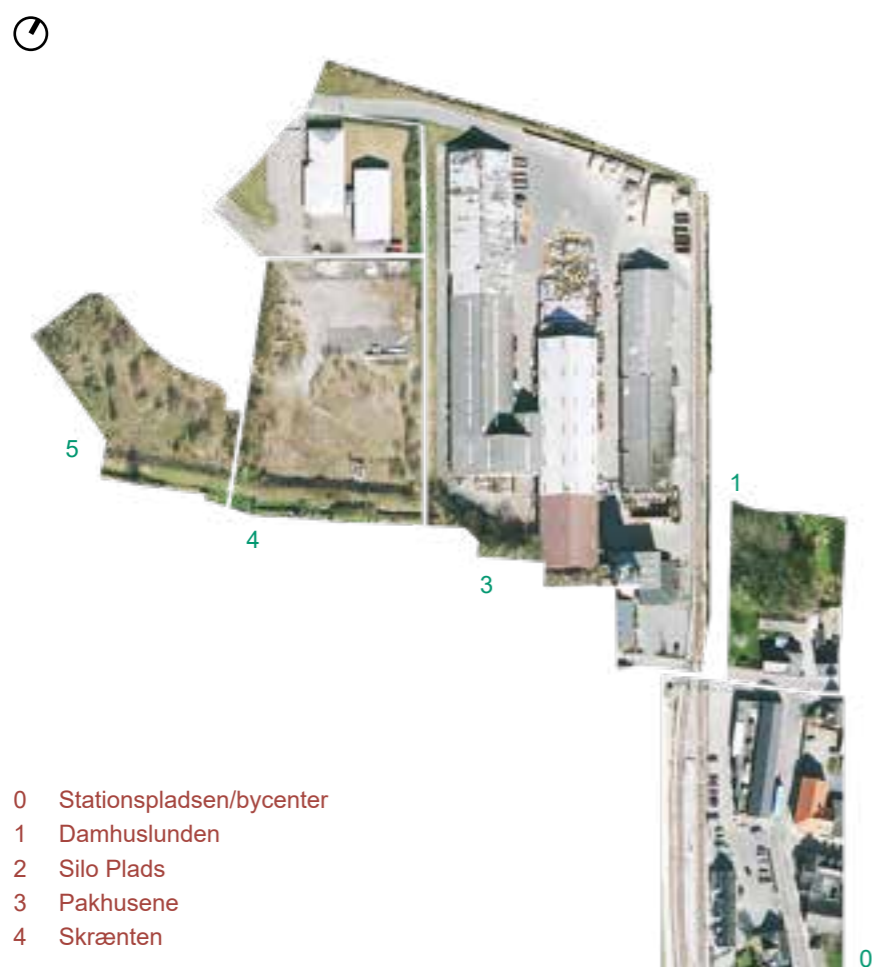 5
1
4
3
0 Stationspladsen/bycenter
1 Damhuslunden
2 Silo Plads
3 Pakhusene
4 Skrænten
0